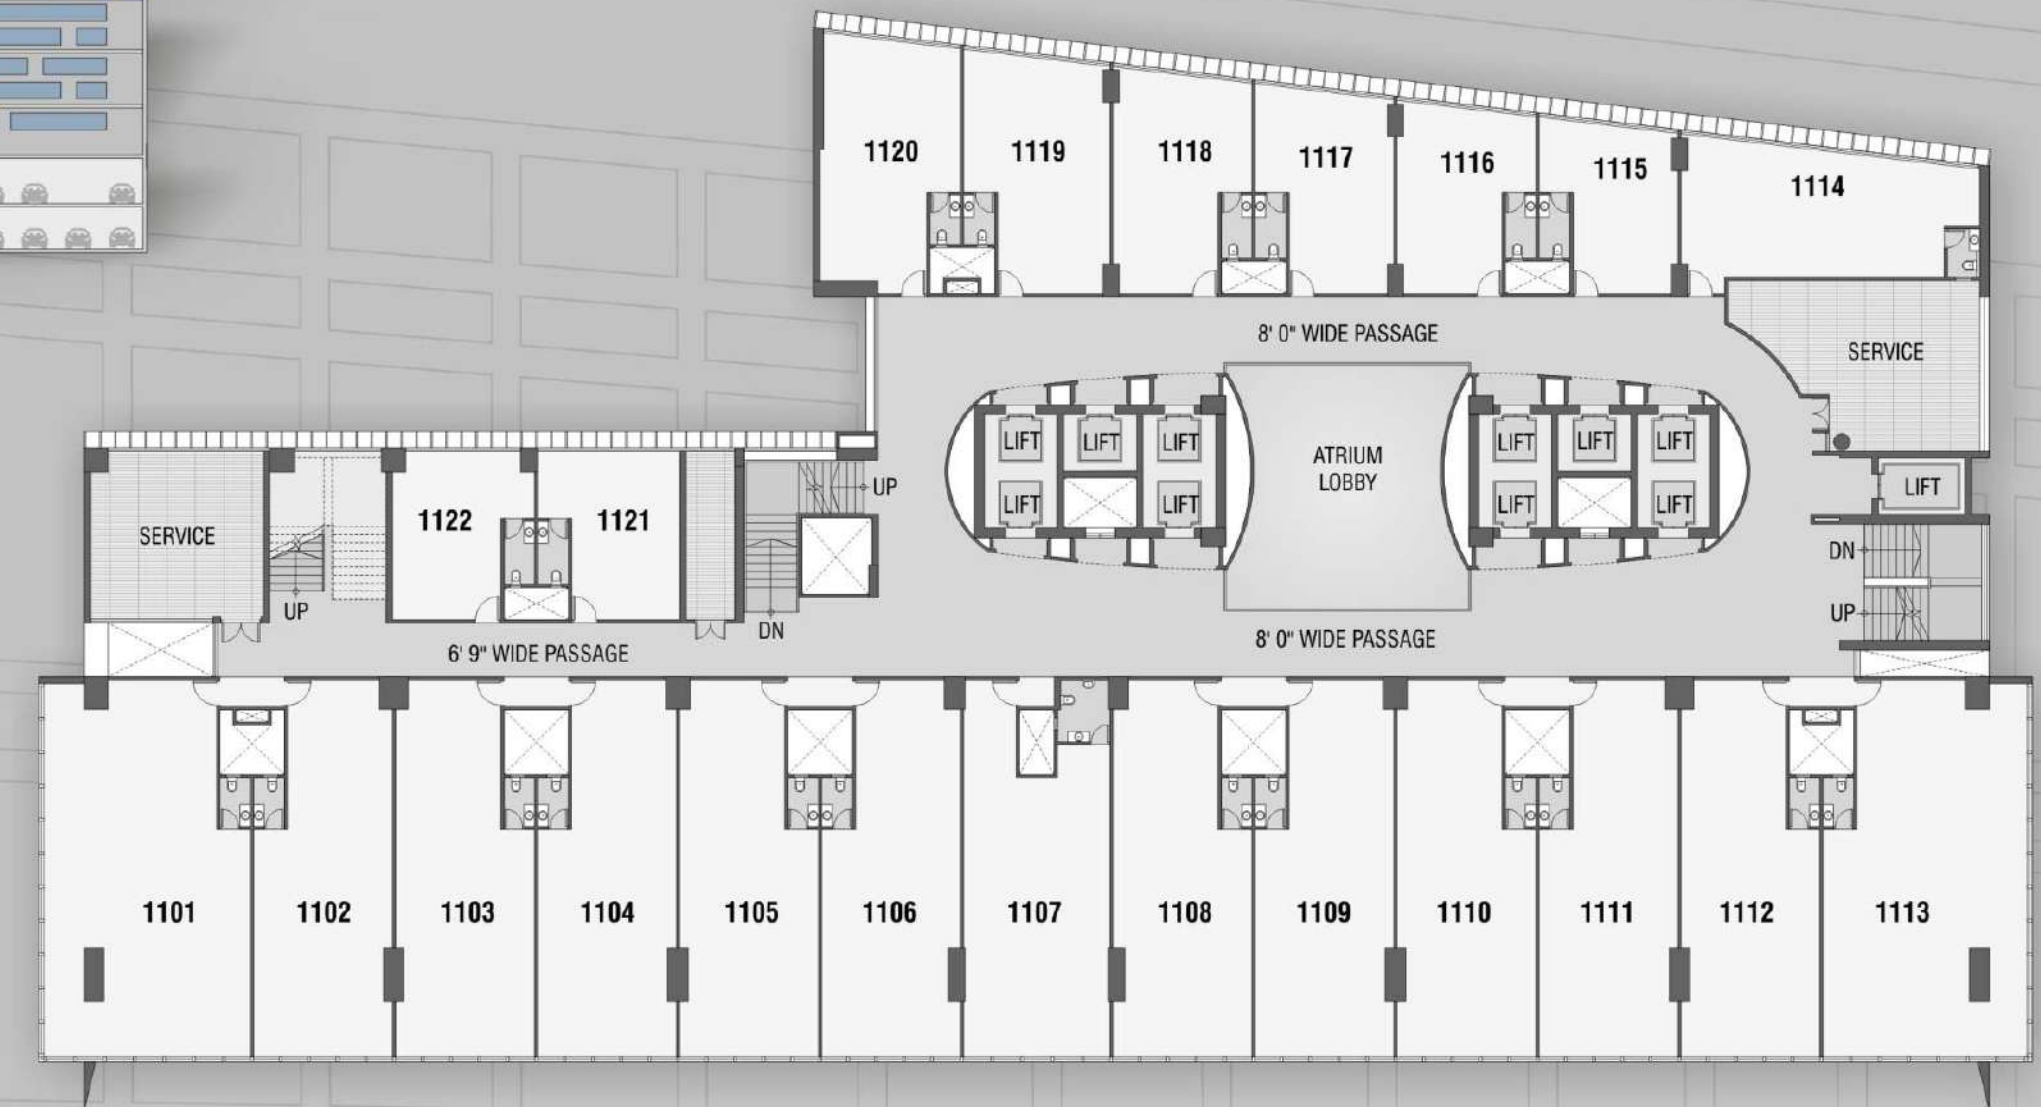 1120
1119
1118
1117
1116
1115
1114
8' 0" WIDE PASSAGE
SERVICE
LIFT
LIFT
LIFT
ATRIUM
LOBBY
LIFT
LIFT
LIFT
LIFT
LIFT
LIFT
LIFT
LIFT
UP
SERVICE
1122
1121
DN
UP
UP
DN
6' 9" WIDE PASSAGE
8' 0" WIDE PASSAGE
1101
1102
1103
1104
1105
1106
1107
1108
1109
1110
1111
1112
1113